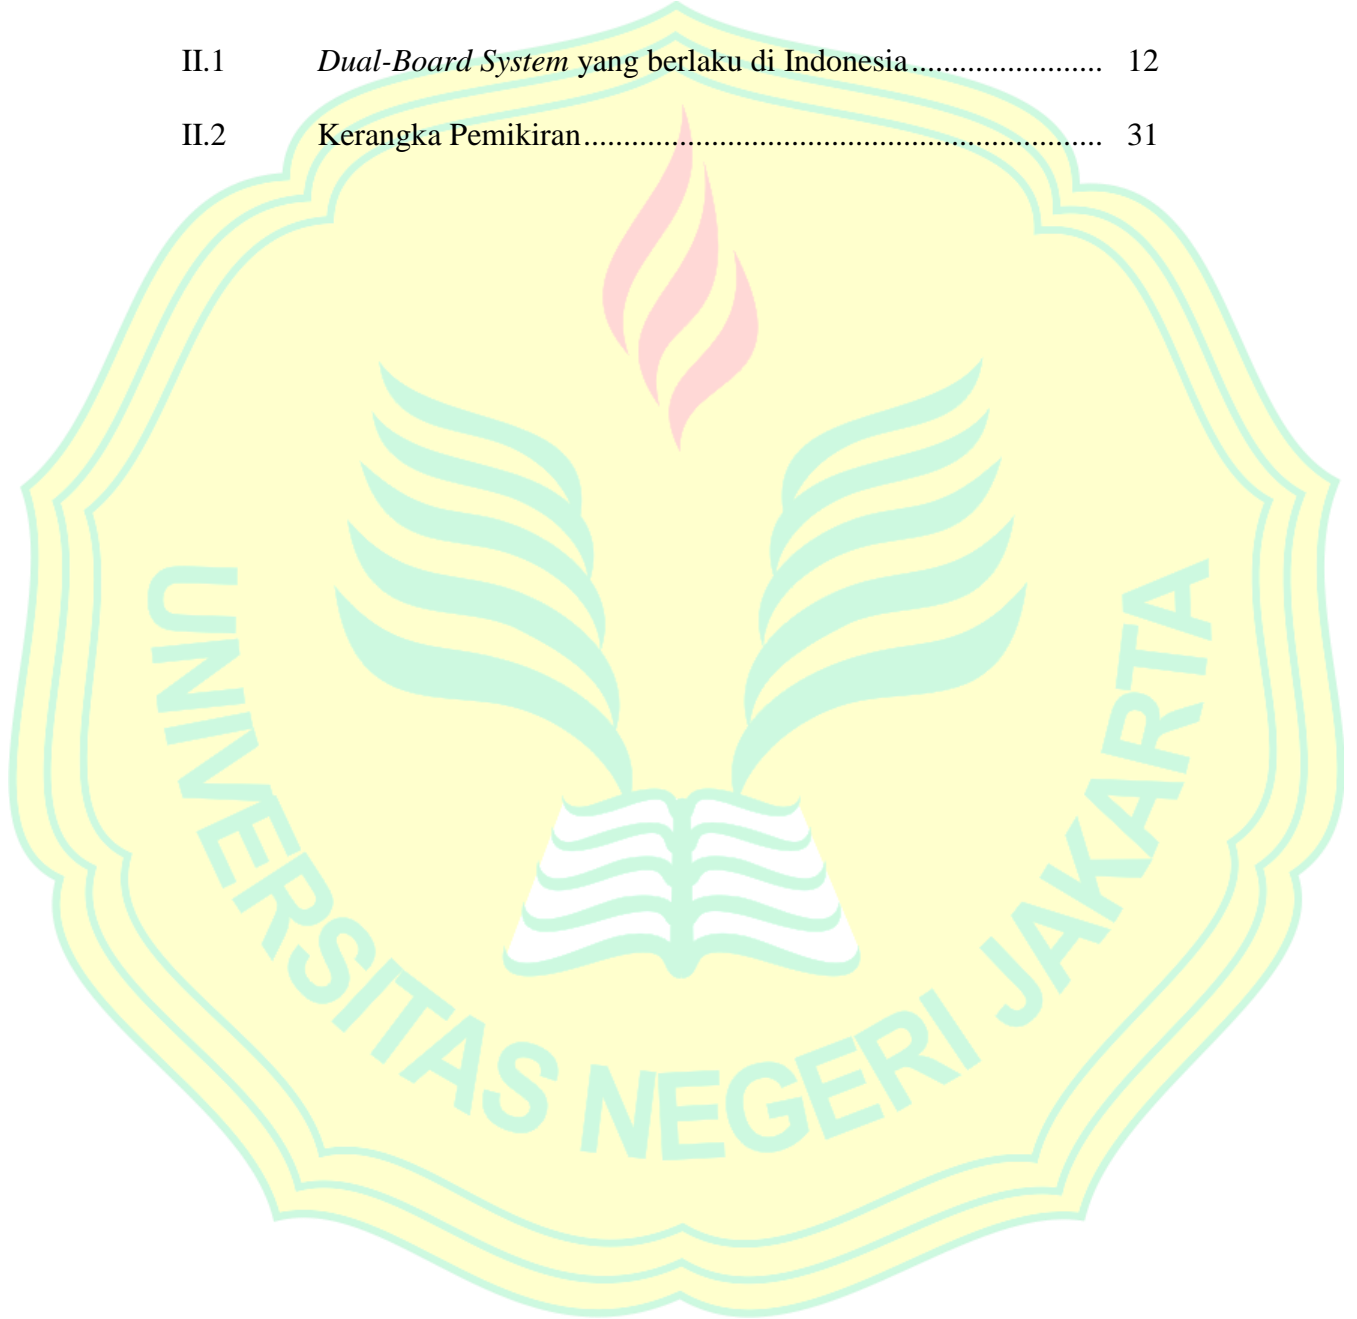 II.1 Dual-Board System yang berlaku di Indonesia........................ 12
II.2 Kerangka Pemikiran................................................................ 31
UNIVERSITAS NEGERI JAKARTA